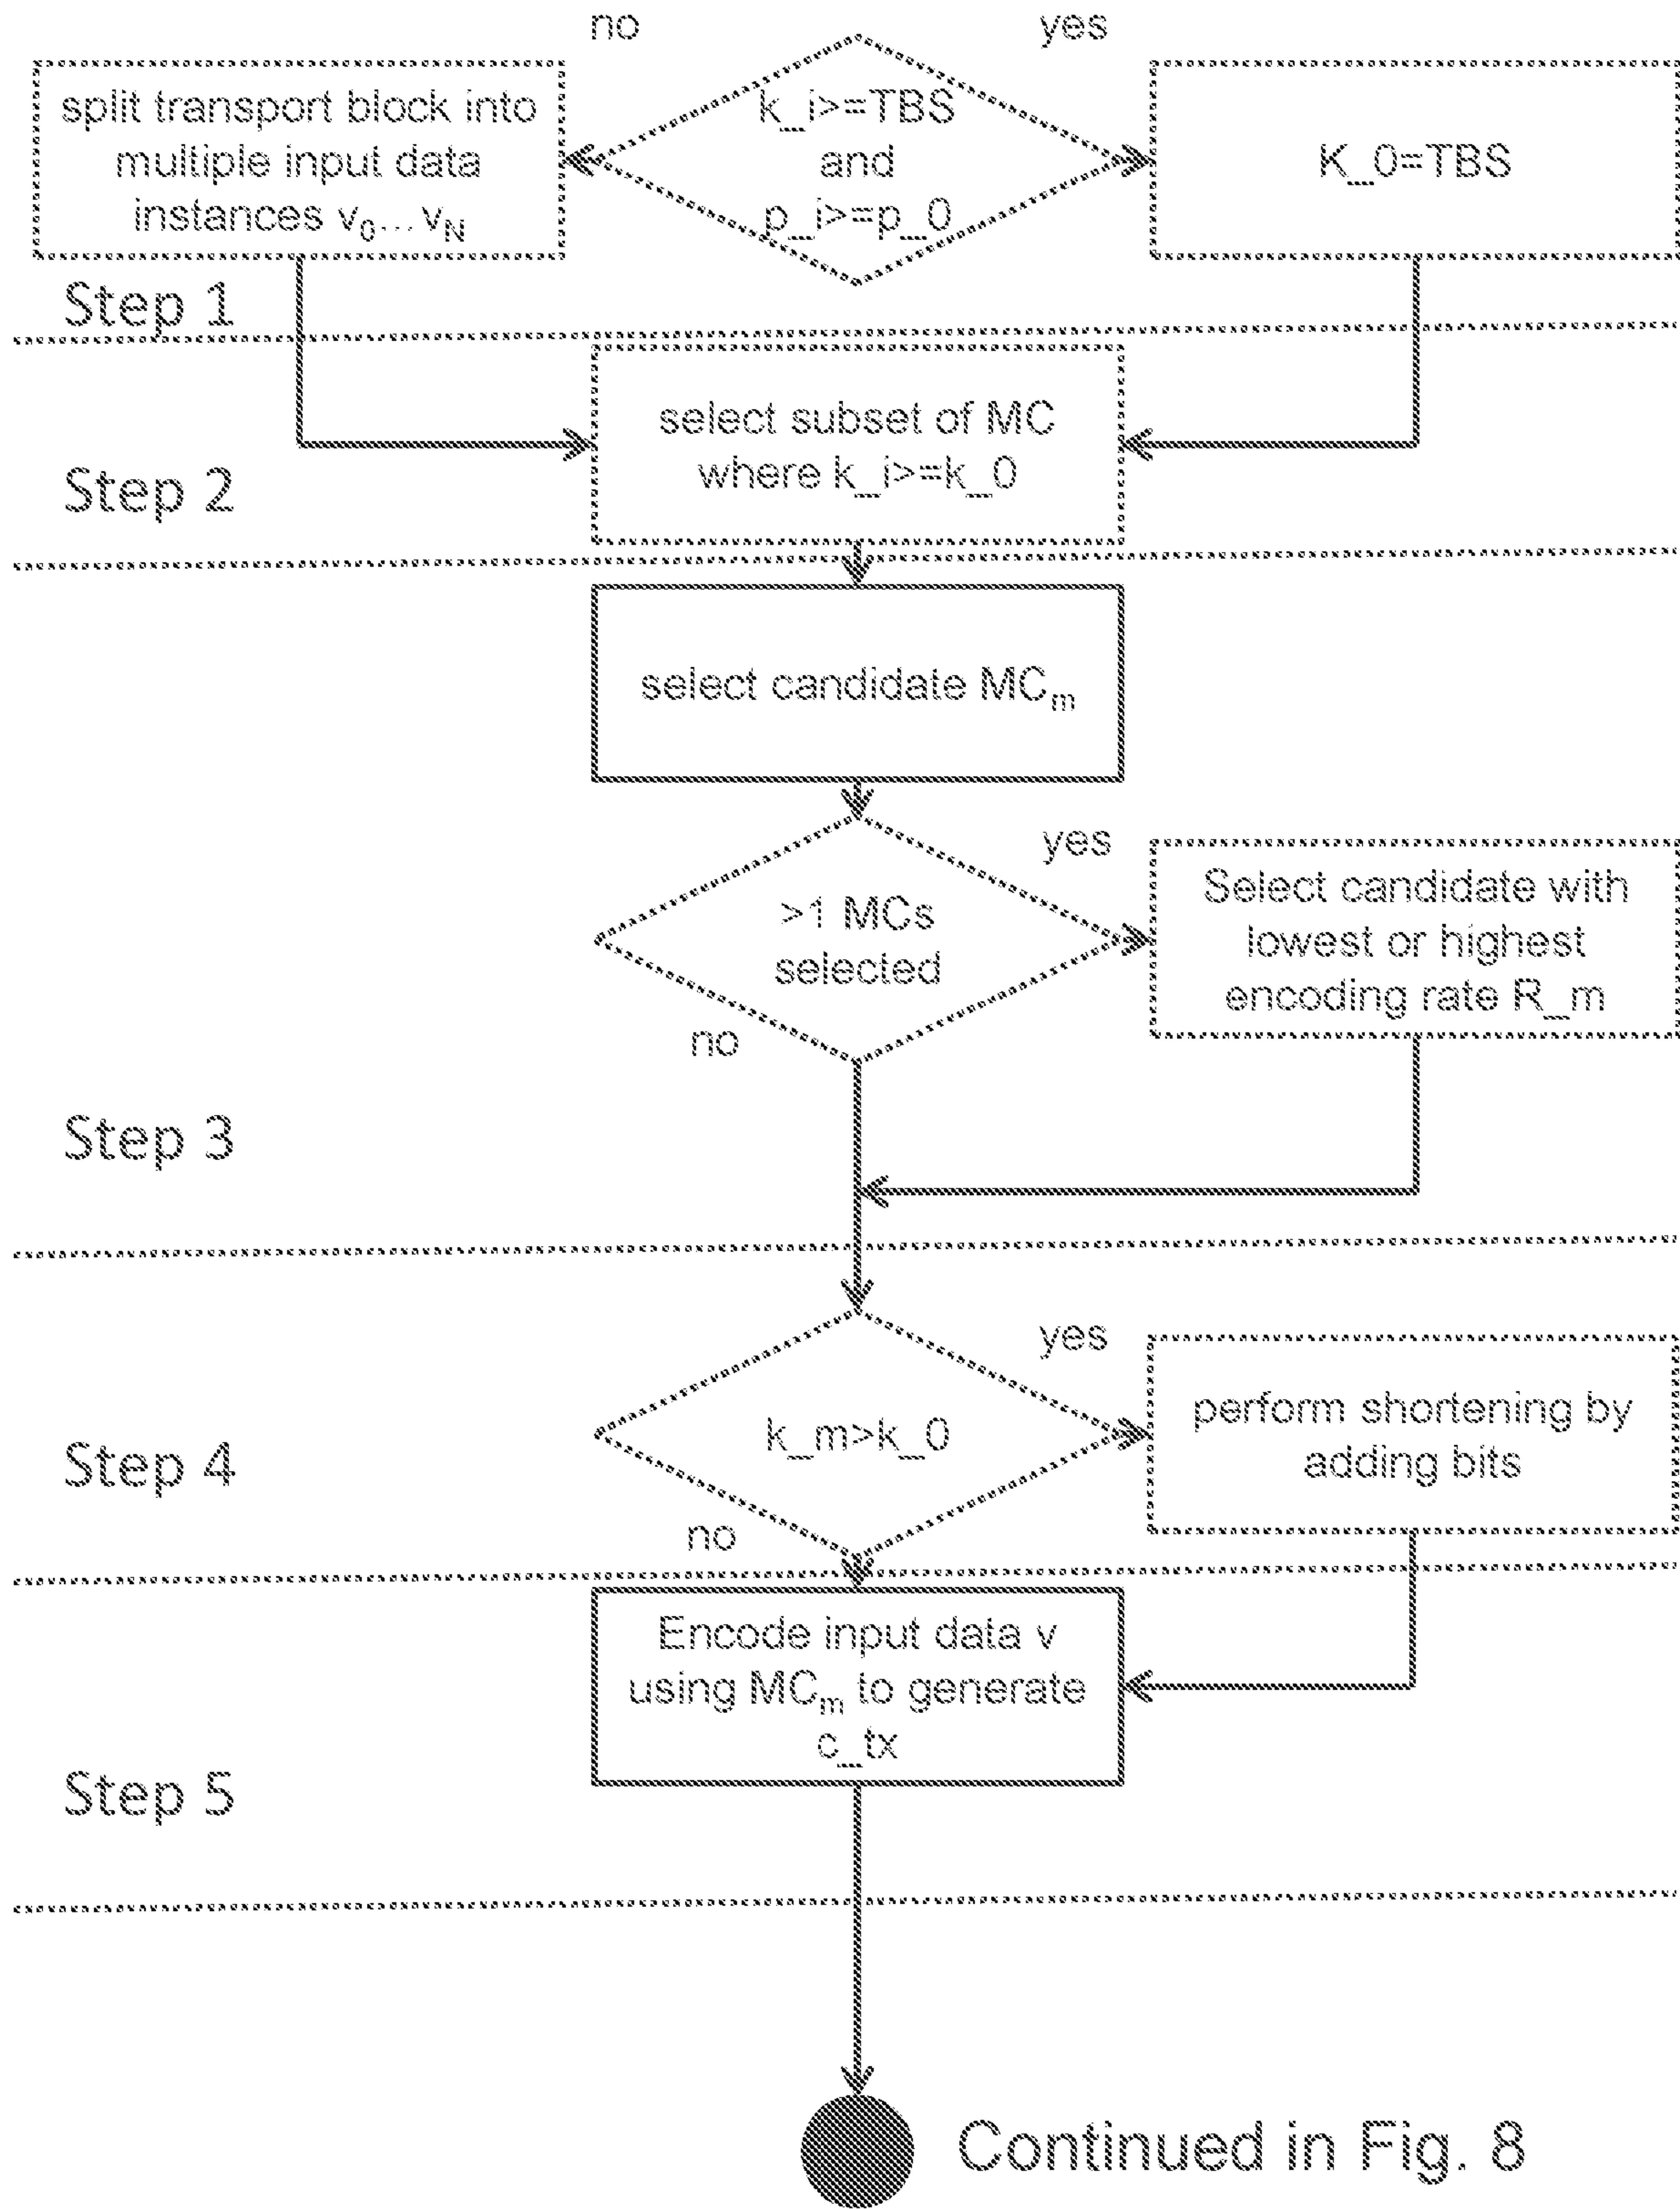 no
yes
split transport block into
multiple input data
instances v₀... v_N
k_i>=TBS
and
p_i>=p_0
K_0=TBS
Step 1
select subset of MC
where k_i>=k_0
Step 2
select candidate MCₘ
yes
>1 MCs
selected
Select candidate with
lowest or highest
encoding rate R_m
no
Step 3
yes
k_m>k_0
perform shortening by
adding bits
Step 4
no
Encode input data v
using MCₘ to generate
c_tx
Step 5
Continued in Fig. 8